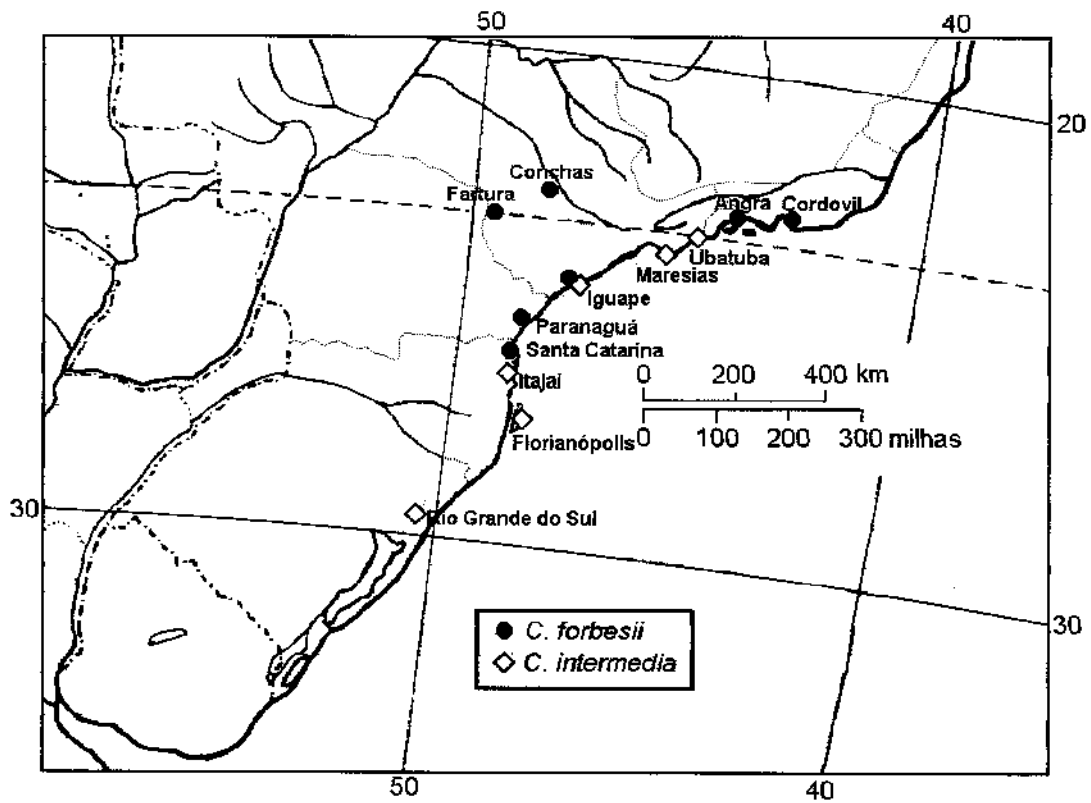 50
40
20
Conchas
Fartura
Angra Cordovil
Ubatuba
Maresias
Iguape
Paranaguá
Santa Catarina
Itajaí
0 200 400 km
Florianópolis
0 100 200 300 milhas
30
Rio Grande do Sul
30
C. forbesii
C. intermedia
50
40